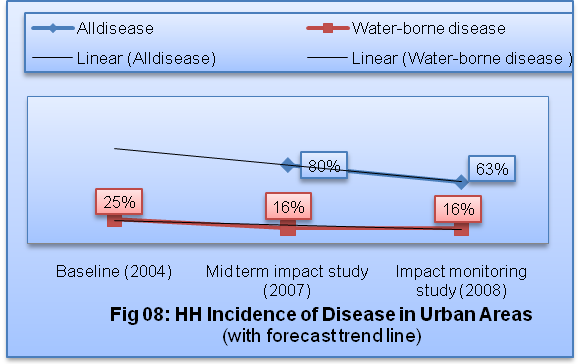 Alldisease
Water-borne disease
Linear (Alldisease)
Linear (Water-borne disease )
80%
63%
25%
16%
16%
Baseline (2004)
Mid term impact study
(2007)
Impact monitoring
study (2008)
Fig 08: HH Incidence of Disease in Urban Areas
(with forecast trend line)